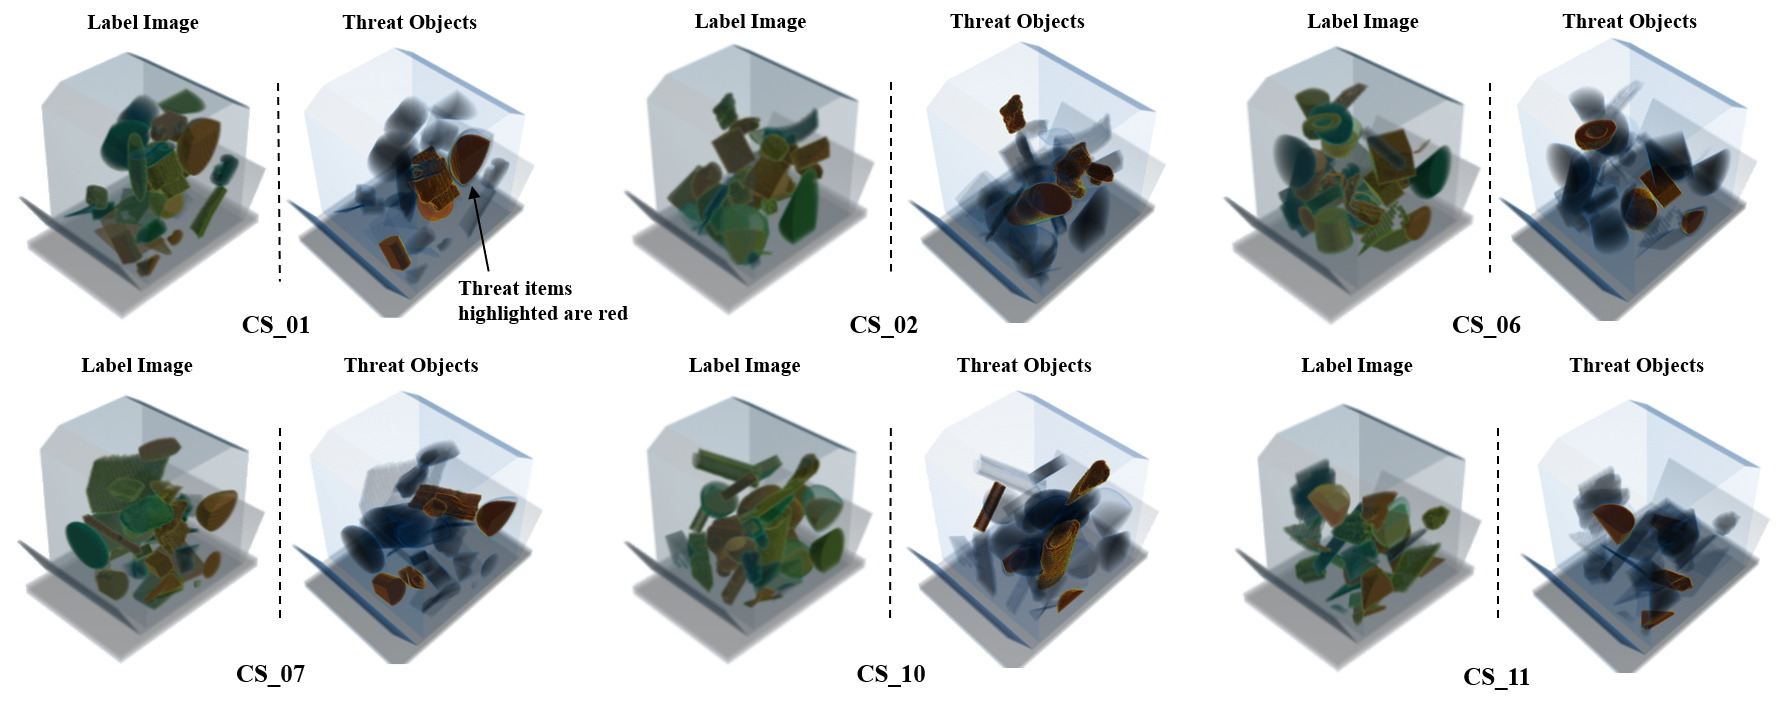 Label Image
Threat Objects
Label Image
Threat Objects
Label Image
Threat Objects
Threat items
highlighted are red
CS_01
CS_02
CS_06
Label Image
Threat Objects
Label Image
Threat Objects
Label Image
Threat Objects
CS_07
CS_10
CS_11